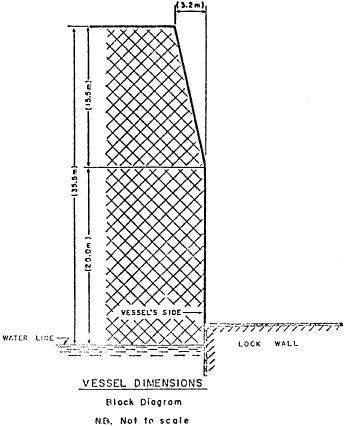 (3.2m)
(15.5m)
(35.5m)
(20.0m)
VESSEL'S SIDE
WATER LINE
LOCK WALL
VESSEL DIMENSIONS
Block Diagram
N.B. Not to scale